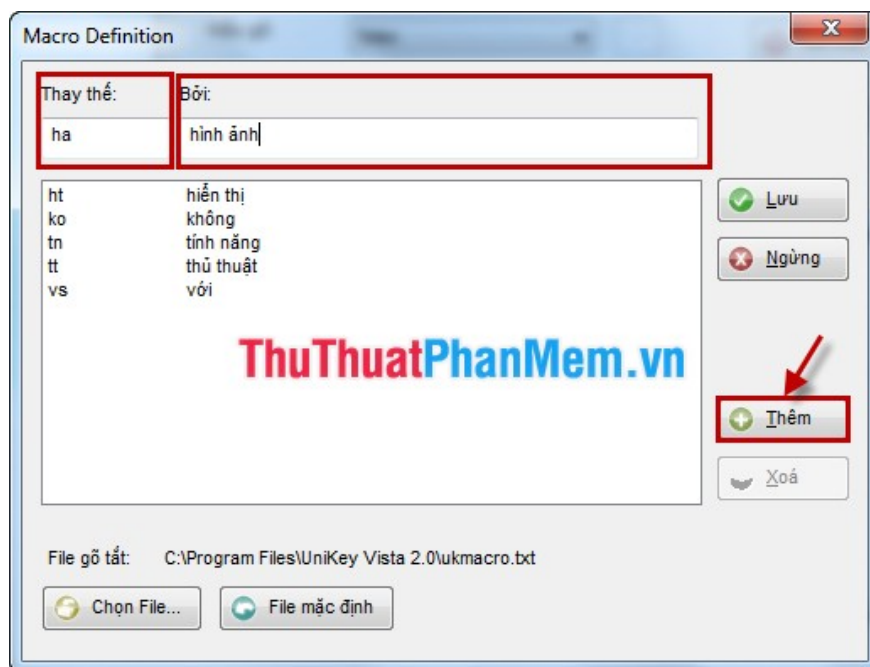 Macro Definition
Thay thế: Bởi:
ha hình ảnh
ht hiển thị
ko không
tn tính năng
tt thủ thuật
vs với
Lưu
Ngừng
ThuThuatPhanMem.vn
Thêm
Xoá
File gõ tắt: C:\Program Files\UniKey Vista 2.0\ukmacro.txt
Chọn File... File mặc định